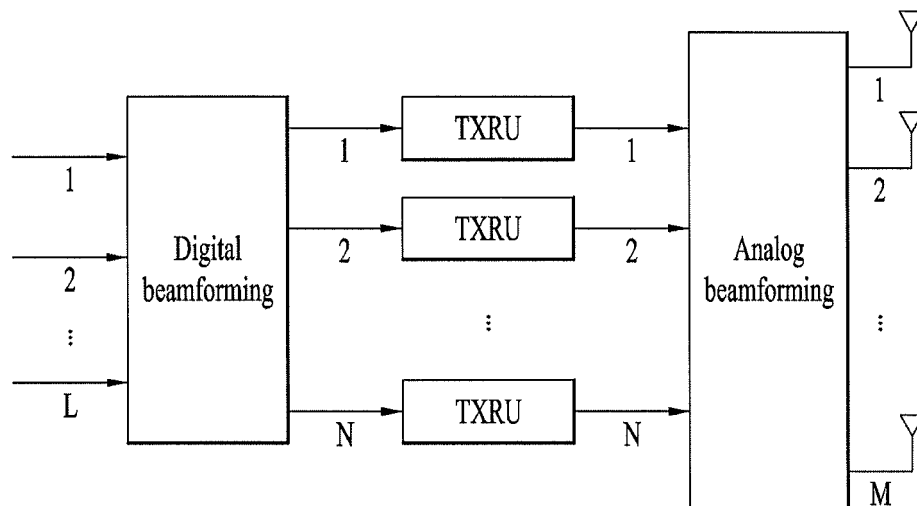 1
2
⋮
L
Digital
beamforming
1
2
N
TXRU
TXRU
⋮
TXRU
1
2
N
Analog
beamforming
1
2
⋮
M